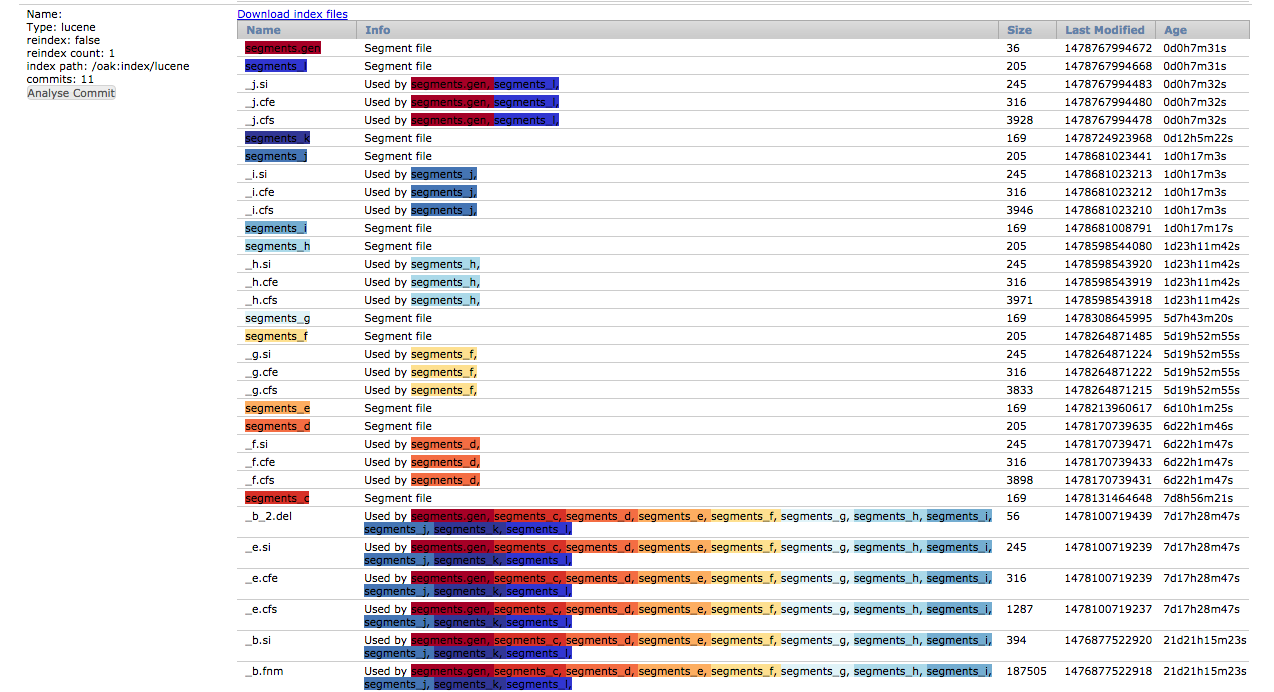 Name:
Type: lucene
reindex: false
reindex count: 1
index path: /oak:index/lucene
commits: 11
Analyse Commit
Download index files
Name Info Size Last Modified Age
segments.gen Segment file 36 1478767994672 0d0h7m31s
segments_l Segment file 205 1478767994668 0d0h7m31s
_j.si Used by segments.gen, segments_l, 245 1478767994483 0d0h7m32s
_j.cfe Used by segments.gen, segments_l, 316 1478767994480 0d0h7m32s
_j.cfs Used by segments.gen, segments_l, 3928 1478767994478 0d0h7m32s
segments_k Segment file 169 1478724923968 0d12h5m22s
segments_j Segment file 205 1478681023441 1d0h17m3s
_i.si Used by segments_j, 245 1478681023213 1d0h17m3s
_i.cfe Used by segments_j, 316 1478681023212 1d0h17m3s
_i.cfs Used by segments_j, 3946 1478681023210 1d0h17m3s
segments_i Segment file 169 1478681008791 1d0h17m17s
segments_h Segment file 205 1478598544080 1d23h11m42s
_h.si Used by segments_h, 245 1478598543920 1d23h11m42s
_h.cfe Used by segments_h, 316 1478598543919 1d23h11m42s
_h.cfs Used by segments_h, 3971 1478598543918 1d23h11m42s
segments_g Segment file 169 1478308645995 5d7h43m20s
segments_f Segment file 205 1478264871485 5d19h52m55s
_g.si Used by segments_f, 245 1478264871224 5d19h52m55s
_g.cfe Used by segments_f, 316 1478264871222 5d19h52m55s
_g.cfs Used by segments_f, 3833 1478264871215 5d19h52m55s
segments_e Segment file 169 1478213960617 6d10h1m25s
segments_d Segment file 205 1478170739635 6d22h1m46s
_f.si Used by segments_d, 245 1478170739471 6d22h1m47s
_f.cfe Used by segments_d, 316 1478170739433 6d22h1m47s
_f.cfs Used by segments_d, 3898 1478170739431 6d22h1m47s
segments_c Segment file 169 1478131464648 7d8h56m21s
_b_2.del Used by segments.gen, segments_c, segments_d, segments_e, segments_f, segments_g, segments_h, segments_i, 56 1478100719439 7d17h28m47s
segments_j, segments_k, segments_l,
_e.si Used by segments.gen, segments_c, segments_d, segments_e, segments_f, segments_g, segments_h, segments_i, 245 1478100719239 7d17h28m47s
segments_j, segments_k, segments_l,
_e.cfe Used by segments.gen, segments_c, segments_d, segments_e, segments_f, segments_g, segments_h, segments_i, 316 1478100719239 7d17h28m47s
segments_j, segments_k, segments_l,
_e.cfs Used by segments.gen, segments_c, segments_d, segments_e, segments_f, segments_g, segments_h, segments_i, 1287 1478100719237 7d17h28m47s
segments_j, segments_k, segments_l,
_b.si Used by segments.gen, segments_c, segments_d, segments_e, segments_f, segments_g, segments_h, segments_i, 394 1476877522920 21d21h15m23s
segments_j, segments_k, segments_l,
_b.fnm Used by segments.gen, segments_c, segments_d, segments_e, segments_f, segments_g, segments_h, segments_i, 187505 1476877522918 21d21h15m23s
segments_j, segments_k, segments_l,